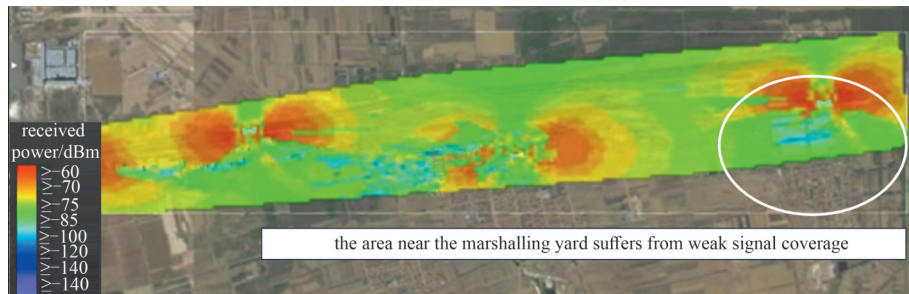 received
power/dBm
≥-60
≥-70
≥-75
≥-85
≥-100
≥-120
≥-140
≥-140
the area near the marshalling yard suffers from weak signal coverage